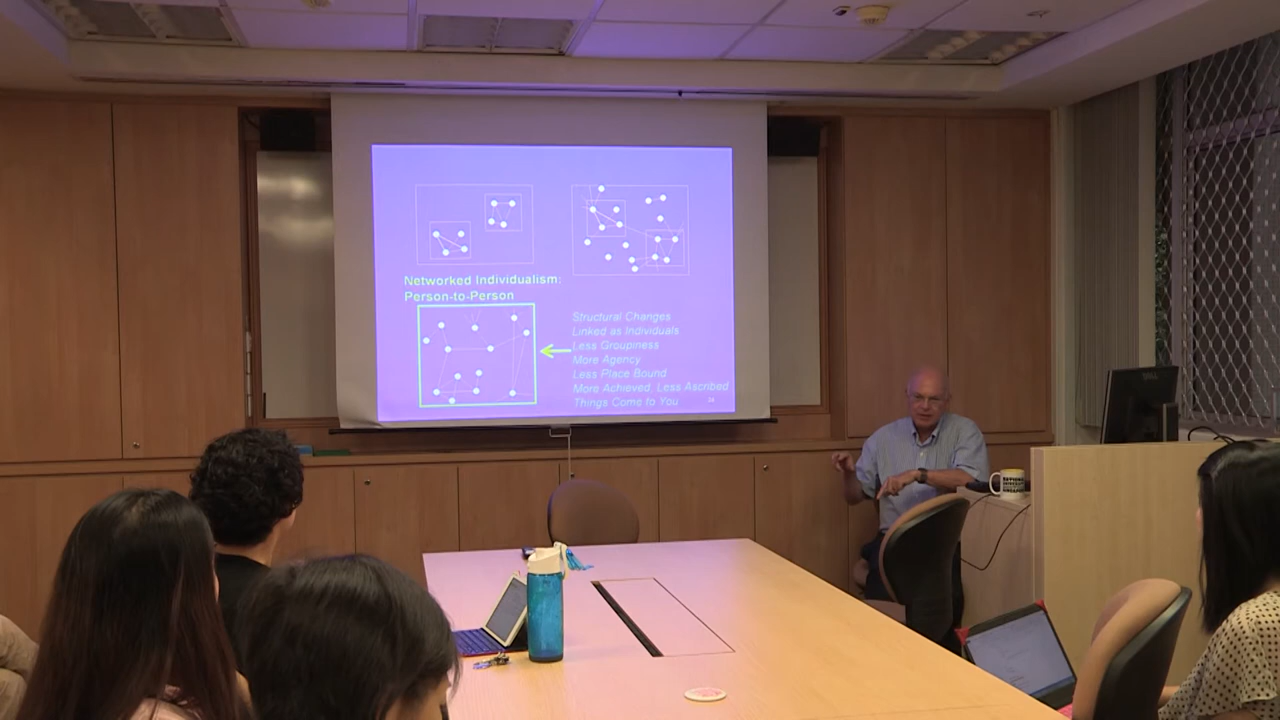 Networked Individualism:
Person-to-Person
Structural Changes
Linked as Individuals
Less Groupiness
More Agency
Less Place Bound
More Achieved, Less Ascribed
Things Come to You
DELL